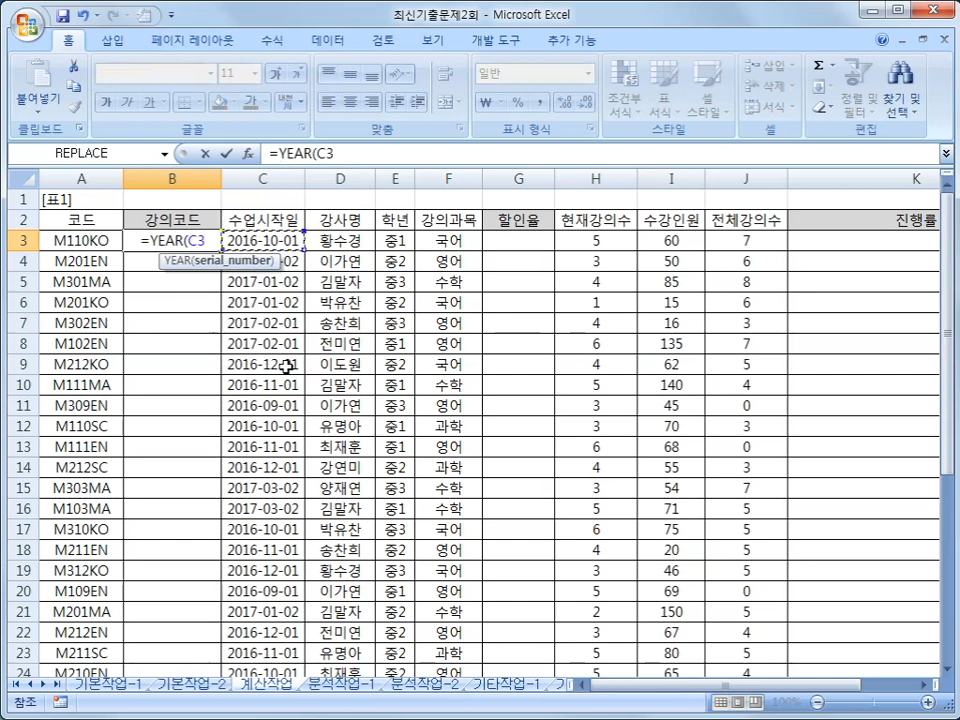 최신기출문제2회 - Microsoft Excel
홈 삽입 페이지 레이아웃 수식 데이터 검토 보기 개발 도구 추가 기능
붙여넣기 11 가 가 가 일반 조건부 서식 표 서식 셀 스타일 삽입 삭제 서식 Σ 정렬 및 필터 찾기 및 선택
클립보드 글꼴 맞춤 표시 형식 스타일 셀 편집
REPLACE fx =YEAR(C3
A B C D E F G H I J K
1 [표1]
2 코드 강의코드 수업시작일 강사명 학년 강의과목 할인율 현재강의수 수강인원 전체강의수 진행률
3 M110KO =YEAR(C3 2016-10-01 황수경 중1 국어 5 60 7
YEAR(serial_number)
4 M201EN 02 이가연 중2 영어 3 50 6
5 M301MA 2017-01-02 김말자 중3 수학 4 85 8
6 M201KO 2017-01-02 박유찬 중2 국어 1 15 6
7 M302EN 2017-02-01 송찬희 중3 영어 4 16 3
8 M102EN 2017-02-01 전미연 중1 영어 6 135 7
9 M212KO 2016-12- 1 이도원 중2 국어 4 62 5
10 M111MA 2016-11-01 김말자 중1 수학 5 140 4
11 M309EN 2016-09-01 이가연 중3 영어 3 45 0
12 M110SC 2016-10-01 유명아 중1 과학 3 70 3
13 M111EN 2016-11-01 최재훈 중1 영어 6 68 0
14 M212SC 2016-12-01 강연미 중2 과학 4 55 3
15 M303MA 2017-03-02 양재연 중3 수학 3 54 7
16 M103MA 2017-03-02 김말자 중1 수학 5 71 5
17 M310KO 2016-10-01 박유찬 중3 국어 6 75 5
18 M211EN 2016-11-01 송찬희 중2 영어 4 20 5
19 M312KO 2016-12-01 황수경 중3 국어 3 46 5
20 M109EN 2016-09-01 이가연 중1 영어 5 69 0
21 M201MA 2017-01-02 김말자 중2 수학 2 150 5
22 M212EN 2016-12-01 전미연 중2 영어 3 67 4
23 M211SC 2016-11-01 유명아 중2 과학 5 80 5
24 M210EN 2016-10-01 최재훈 중2 영어 5 65 4
기본작업-1 기본작업-2 계산작업 분석작업-1 분석작업-2 기타작업-1
참조 100%